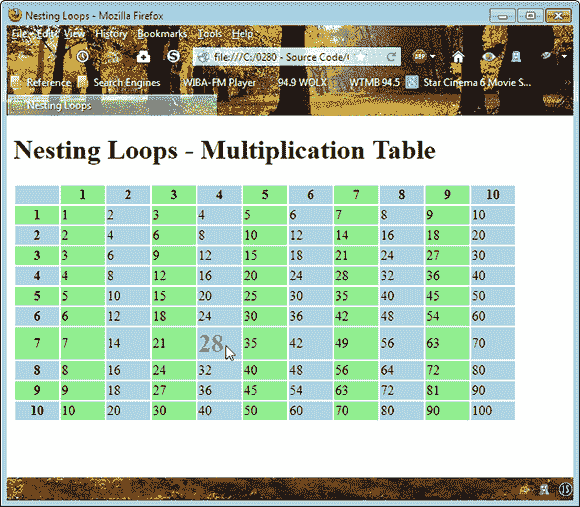 Nesting Loops - Mozilla Firefox
File Edit View History Bookmarks Tools Help
file:///C:/0280 - Source Code/
Reference Search Engines WIBA-FM Player 94.9 WOLX WTMB 94.5 Star Cinema 6 Movie S...
Nesting Loops
Nesting Loops - Multiplication Table
1 2 3 4 5 6 7 8 9 10
1 1 2 3 4 5 6 7 8 9 10
2 2 4 6 8 10 12 14 16 18 20
3 3 6 9 12 15 18 21 24 27 30
4 4 8 12 16 20 24 28 32 36 40
5 5 10 15 20 25 30 35 40 45 50
6 6 12 18 24 30 36 42 48 54 60
7 7 14 21 28 35 42 49 56 63 70
8 8 16 24 32 40 48 56 64 72 80
9 9 18 27 36 45 54 63 72 81 90
10 10 20 30 40 50 60 70 80 90 100